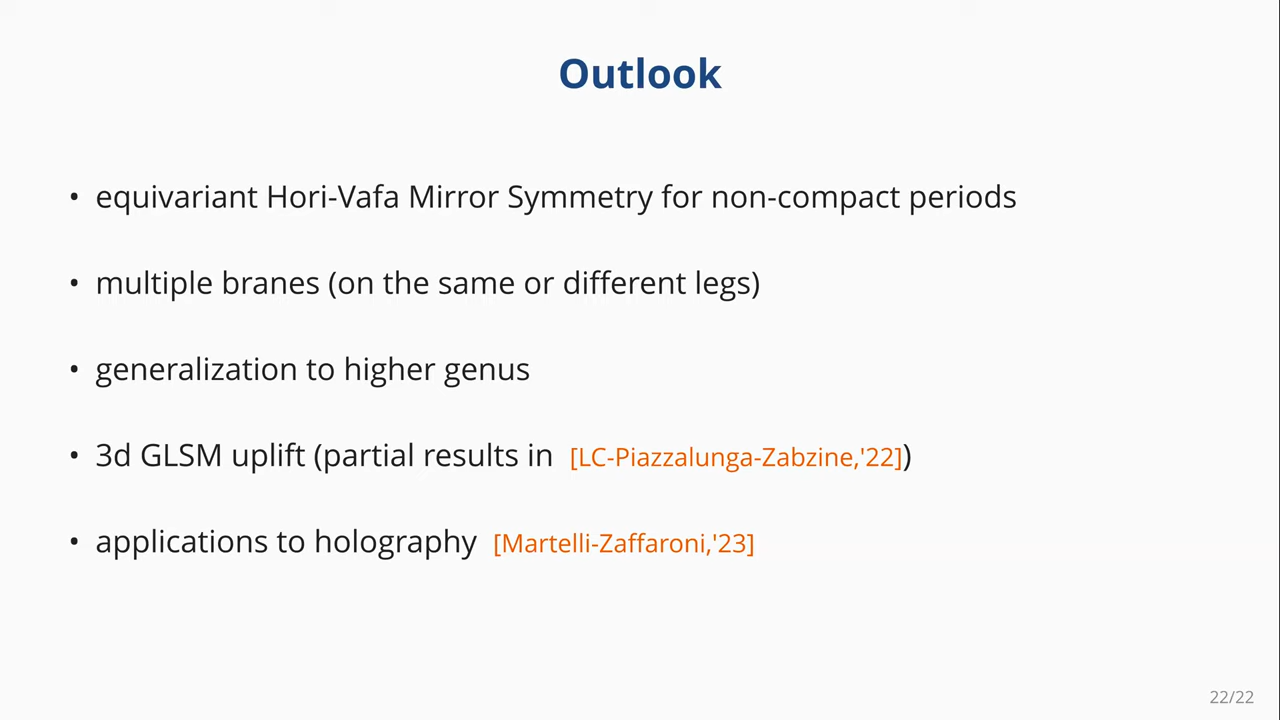 Outlook
• equivariant Hori-Vafa Mirror Symmetry for non-compact periods
• multiple branes (on the same or different legs)
• generalization to higher genus
• 3d GLSM uplift (partial results in [LC-Piazzalunga-Zabzine,'22])
• applications to holography [Martelli-Zaffaroni,'23]
22/22